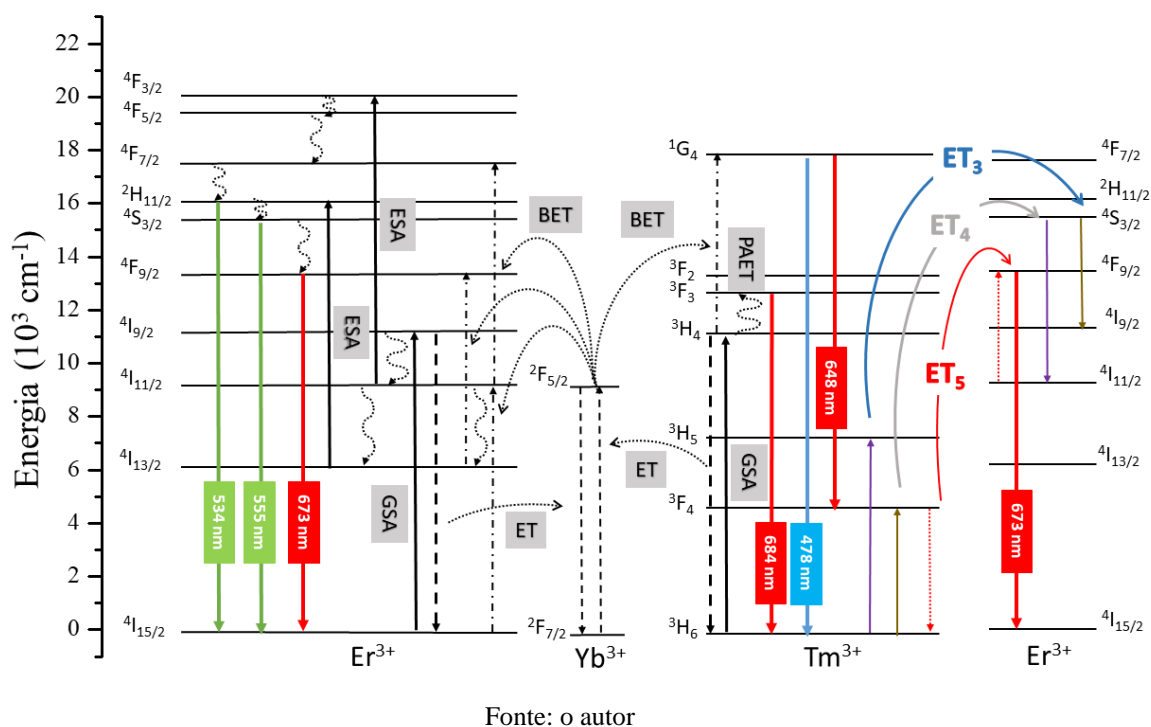 Energia (10³ cm⁻¹)
22
20
18
16
14
12
10
8
6
4
2
0
⁴F₃/₂
⁴F₅/₂
⁴F₇/₂
²H₁₁/₂
⁴S₃/₂
⁴F₉/₂
⁴I₉/₂
⁴I₁₁/₂
⁴I₁₃/₂
⁴I₁₅/₂
534 nm
555 nm
673 nm
ESA
ESA
GSA
ET
BET
Er³⁺
²F₅/₂
²F₇/₂
Yb³⁺
BET
ET
¹G₄
³F₂
³F₃
³H₄
³H₅
³F₄
³H₆
PAET
GSA
684 nm
478 nm
648 nm
Tm³⁺
ET₃
ET₄
ET₅
⁴F₇/₂
²H₁₁/₂
⁴S₃/₂
⁴F₉/₂
⁴I₉/₂
⁴I₁₁/₂
⁴I₁₃/₂
⁴I₁₅/₂
673 nm
Er³⁺
Fonte: o autor